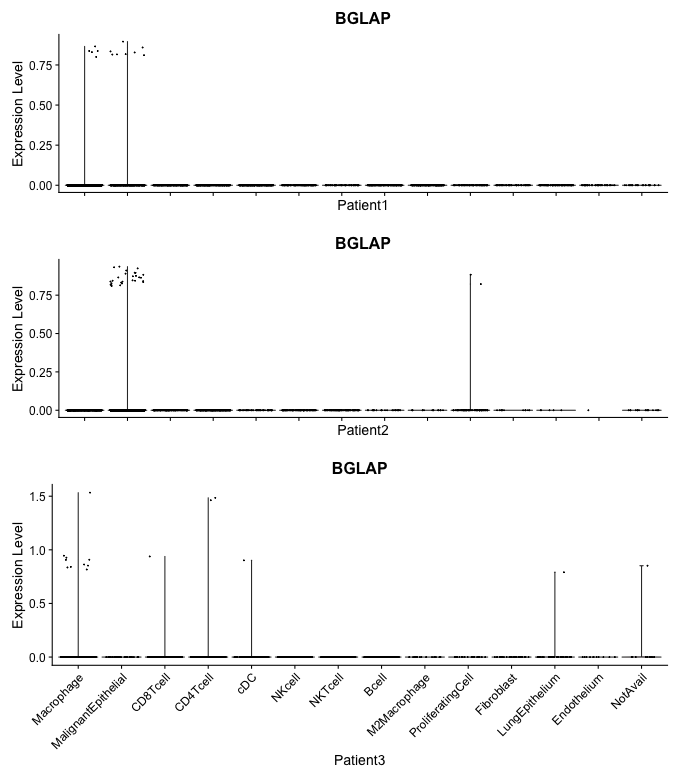 BGLAP
Expression Level
0.75
0.50
0.25
0.00
Patient1
BGLAP
Expression Level
0.75
0.50
0.25
0.00
Patient2
BGLAP
Expression Level
1.5
1.0
0.5
0.0
Macrophage
MalignantEpithelial
CD8Tcell
CD4Tcell
cDC
NKcell
NKTcell
Bcell
M2Macrophage
ProliferatingCell
Fibroblast
LungEpithelium
Endothelium
NotAvail
Patient3